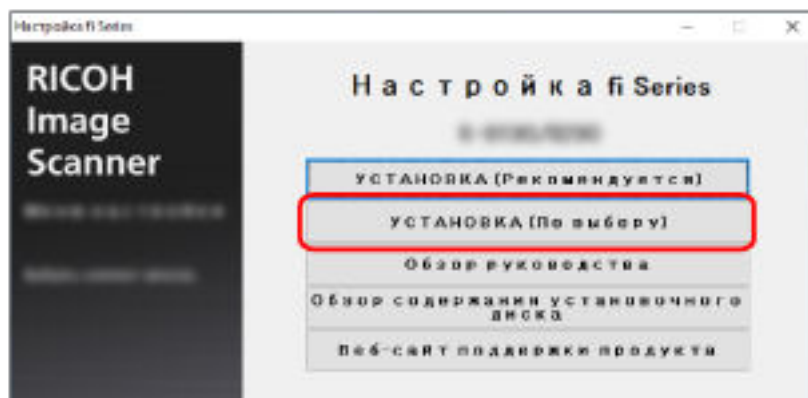 Настройка fi Series
RICOH
Image
Scanner
Настройка fi Series
УСТАНОВКА (Рекомендуется)
УСТАНОВКА (По выбору)
Обзор руководства
Обзор содержания установочного
диска
Веб-сайт поддержки продукта